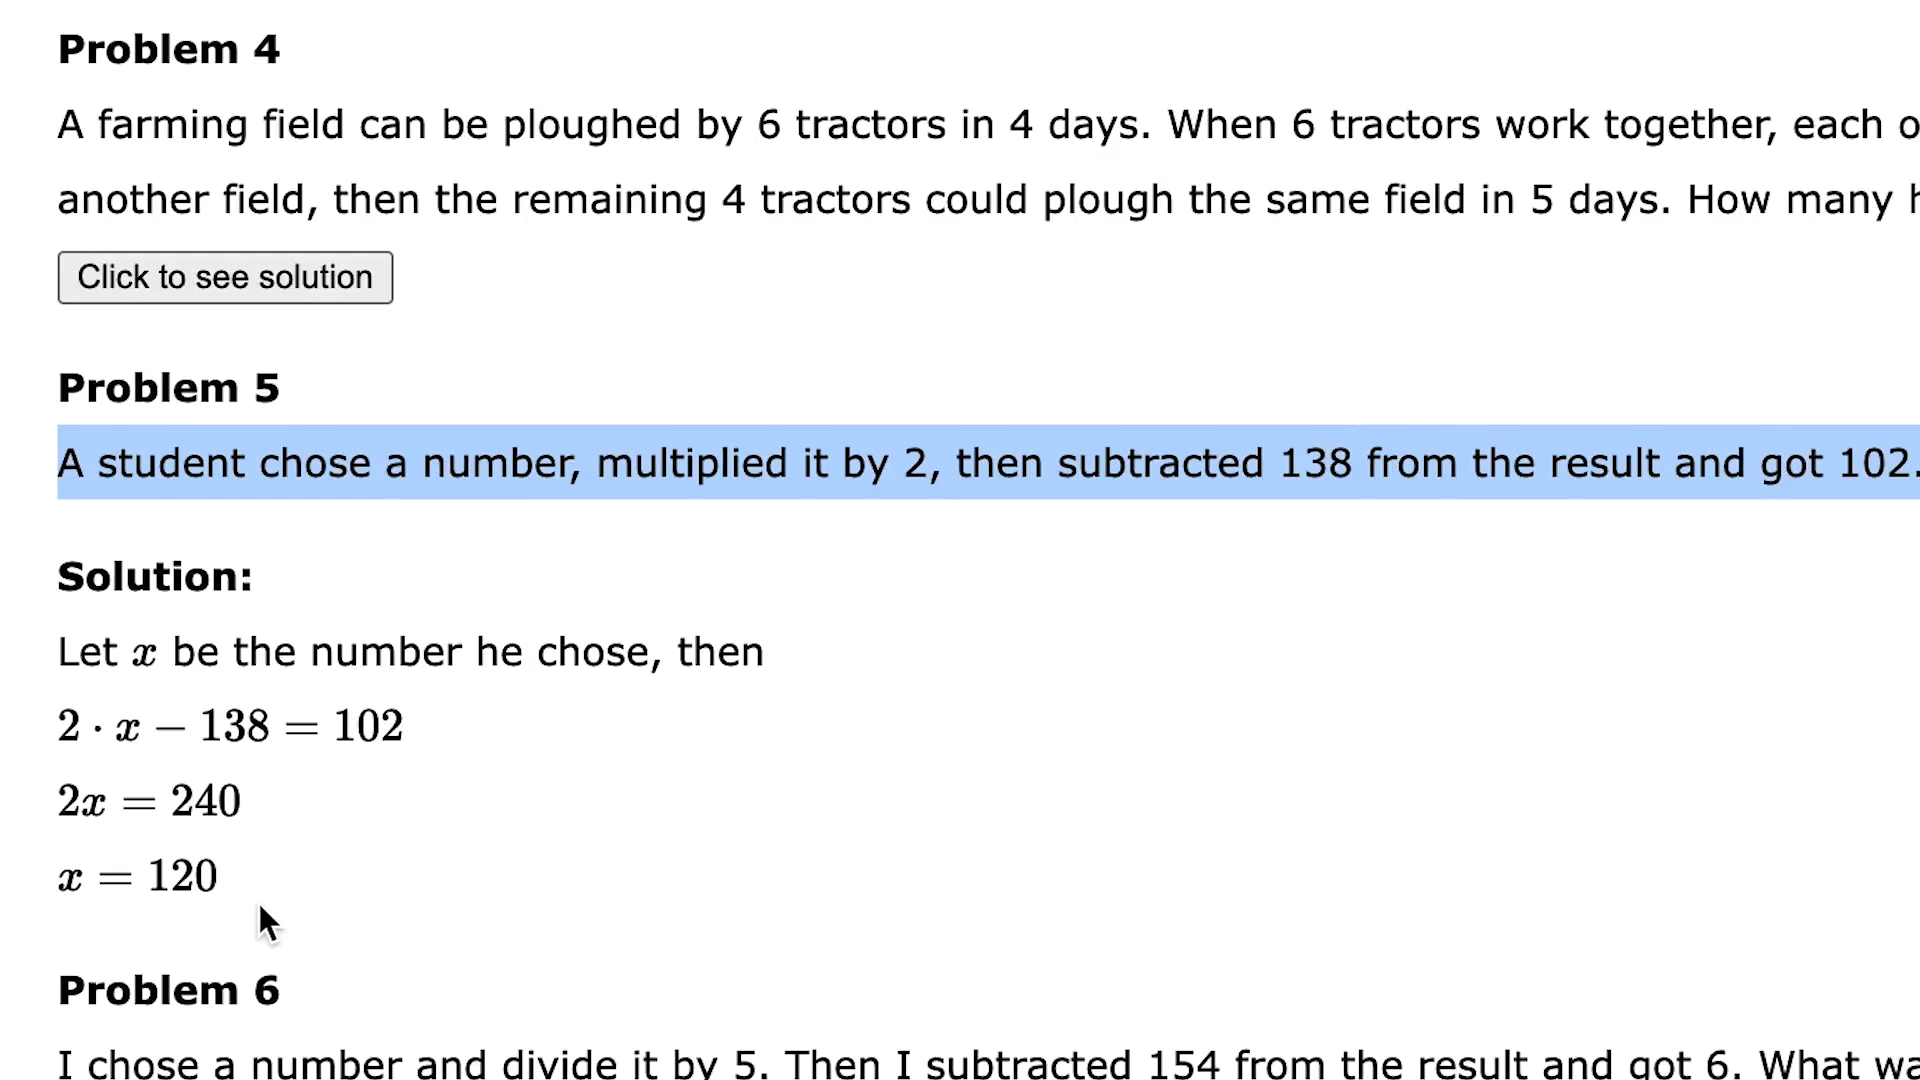 Problem 4
A farming field can be ploughed by 6 tractors in 4 days. When 6 tractors work together, each
another field, then the remaining 4 tractors could plough the same field in 5 days. How many
Click to see solution
Problem 5
A student chose a number, multiplied it by 2, then subtracted 138 from the result and got 102.
Solution:
Let x be the number he chose, then
2 · x − 138 = 102
2x = 240
x = 120
Problem 6
I chose a number and divide it by 5. Then I subtracted 154 from the result and got 6. What